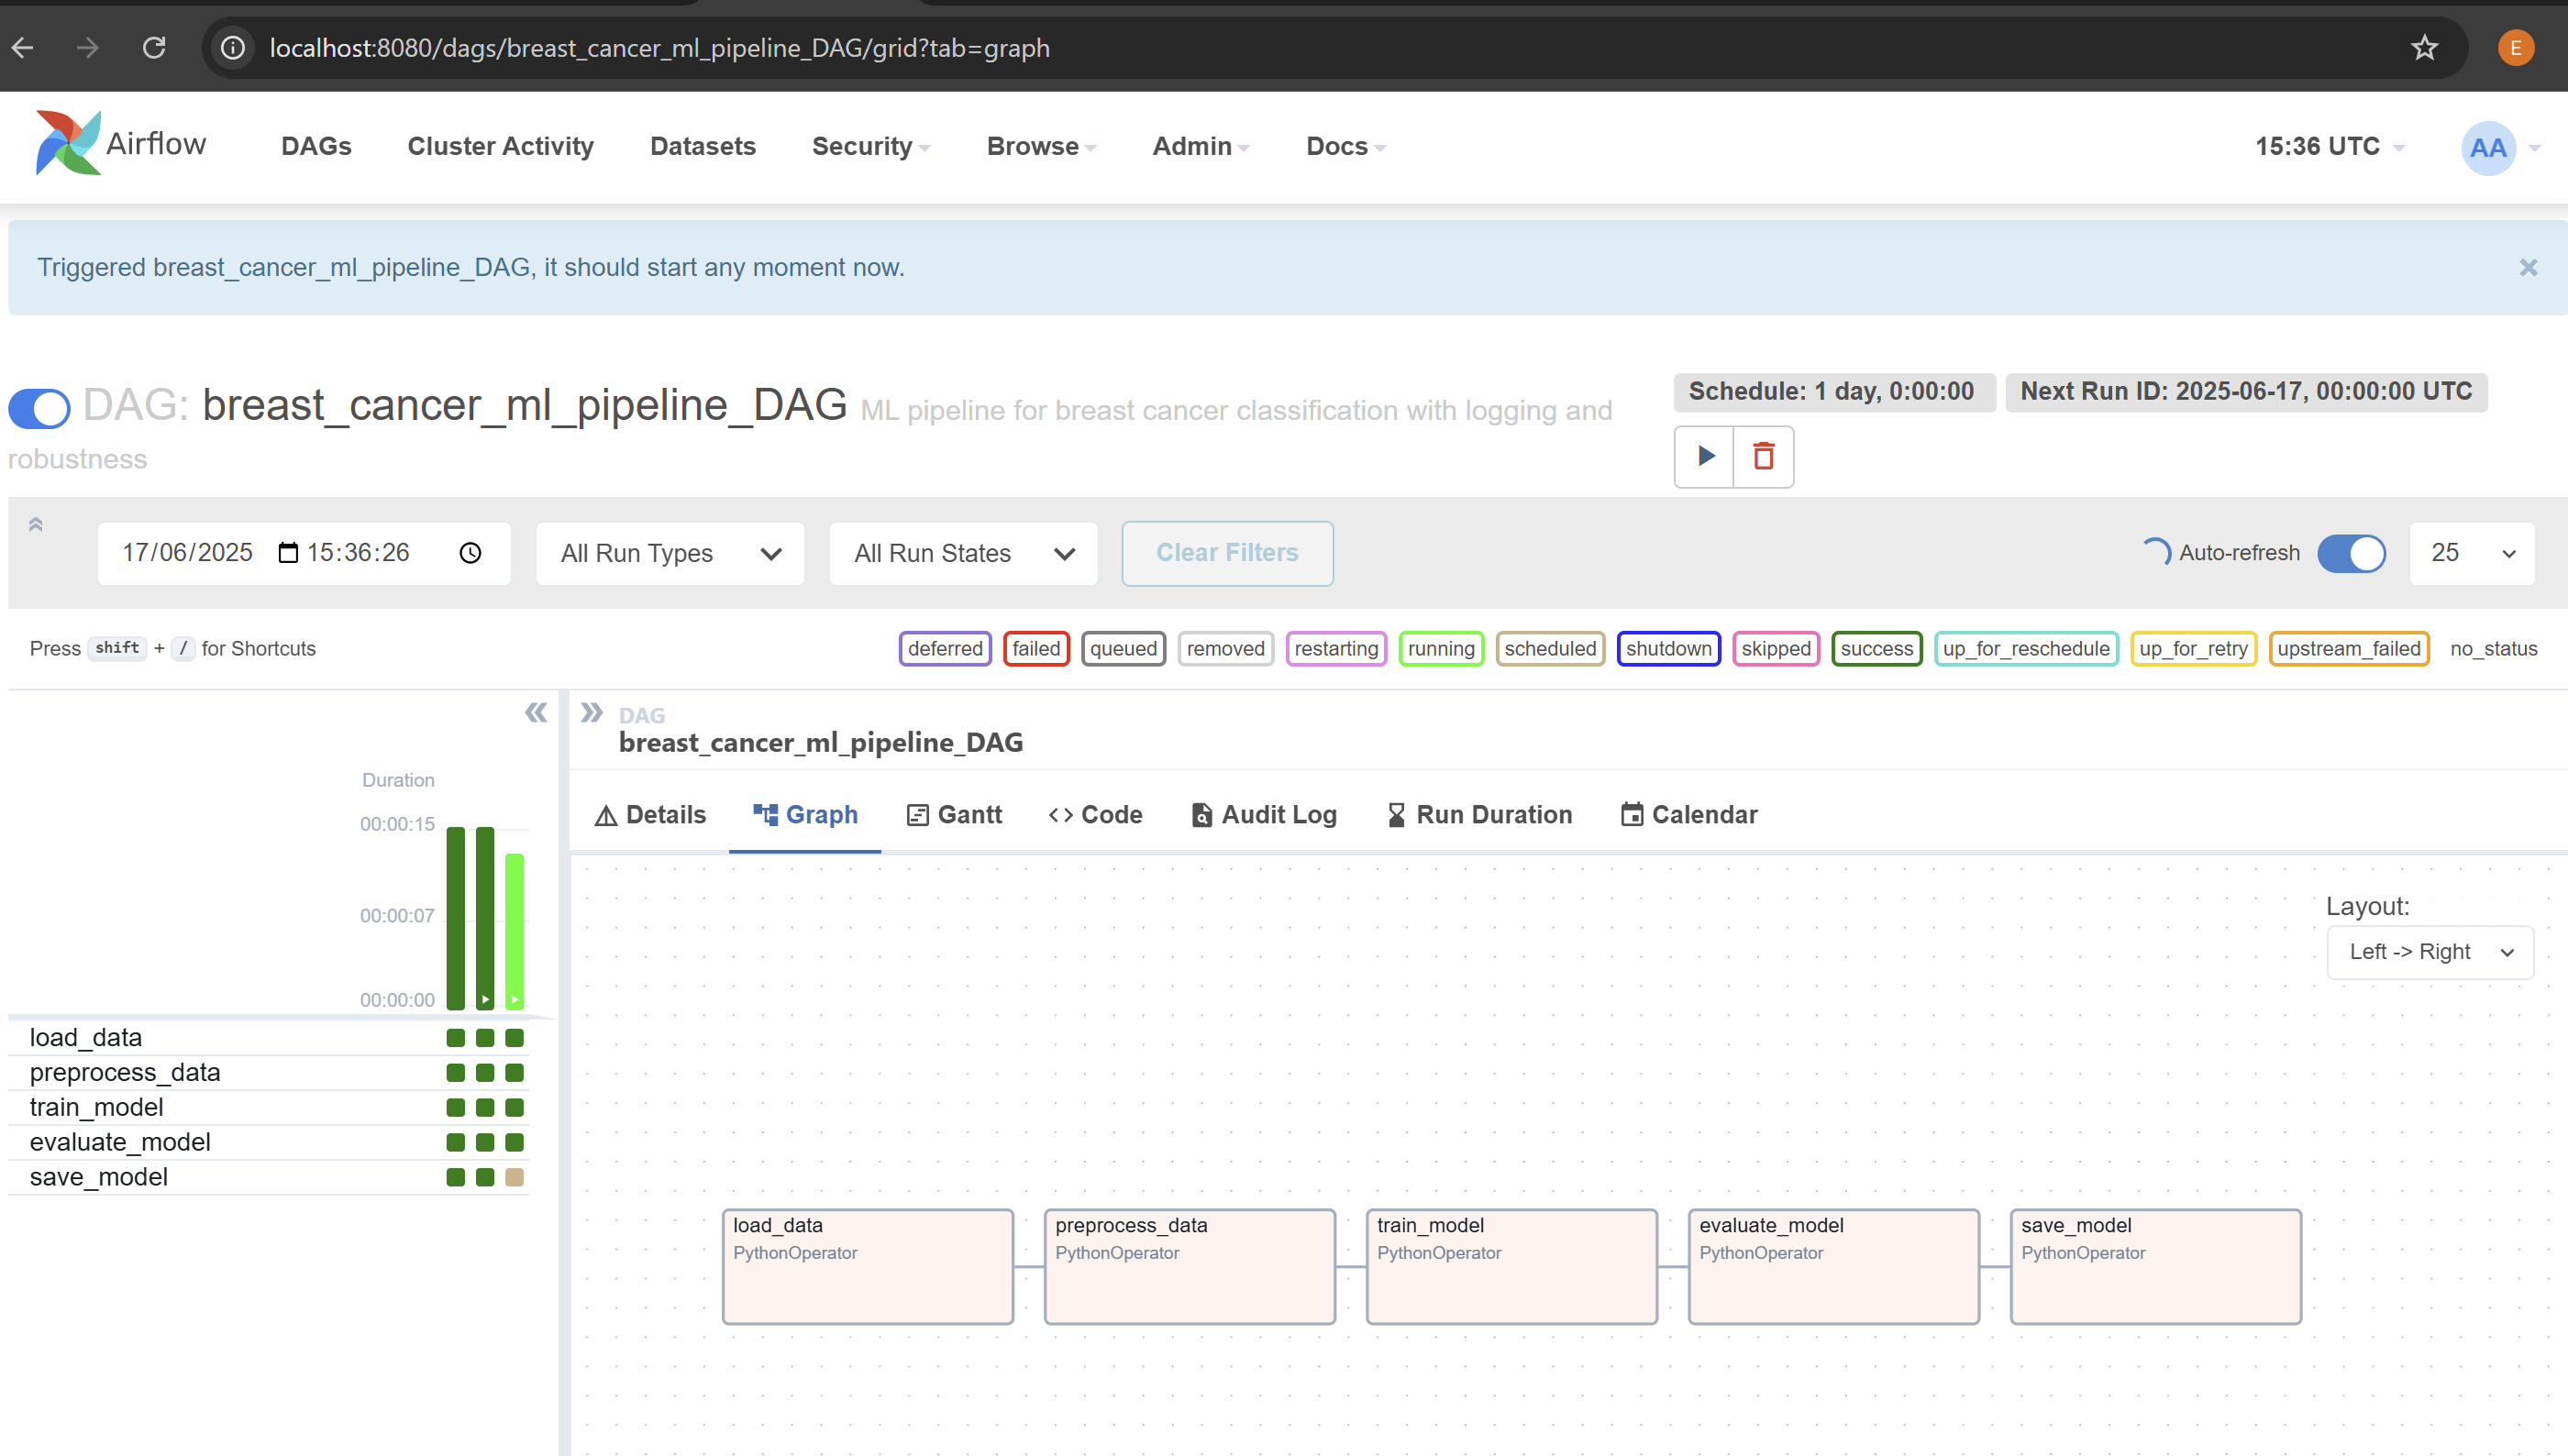 localhost:8080/dags/breast_cancer_ml_pipeline_DAG/grid?tab=graph
E
Airflow
DAGs Cluster Activity Datasets Security Browse Admin Docs
15:36 UTC
AA
Triggered breast_cancer_ml_pipeline_DAG, it should start any moment now.
×
DAG: breast_cancer_ml_pipeline_DAG ML pipeline for breast cancer classification with logging and
robustness
Schedule: 1 day, 0:00:00 Next Run ID: 2025-06-17, 00:00:00 UTC
17/06/2025 15:36:26
All Run Types
All Run States
Clear Filters
Auto-refresh
25
Press shift + / for Shortcuts
deferred failed queued removed restarting running scheduled shutdown skipped success up_for_reschedule up_for_retry upstream_failed no_status
Duration
00:00:15
00:00:07
00:00:00
load_data
preprocess_data
train_model
evaluate_model
save_model
DAG
breast_cancer_ml_pipeline_DAG
Details Graph Gantt Code Audit Log Run Duration Calendar
Layout:
Left -> Right
load_data
PythonOperator
preprocess_data
PythonOperator
train_model
PythonOperator
evaluate_model
PythonOperator
save_model
PythonOperator